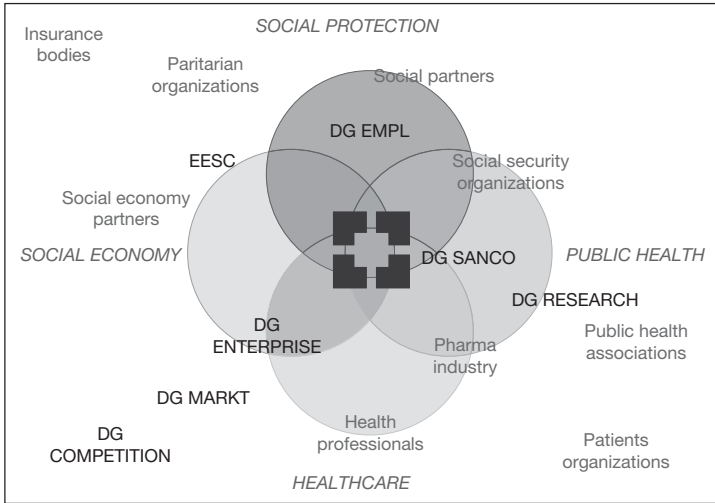 SOCIAL PROTECTION
Insurance
bodies
Paritarian
organizations
Social partners
DG EMPL
EESC
Social security
organizations
Social economy
partners
SOCIAL ECONOMY
DG SANCO
PUBLIC HEALTH
DG RESEARCH
DG
ENTERPRISE
Pharma
industry
Public health
associations
DG MARKT
DG
COMPETITION
Health
professionals
Patients
organizations
HEALTHCARE